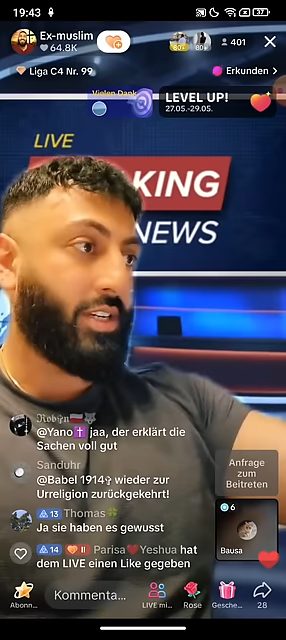 19:43
37
Ex-muslim
64.8K
60+
80+
401
Liga C4 Nr. 99
Erkunden >
Vielen Dank
LEVEL UP!
27.05.-29.05.
LIVE
KING
NEWS
@Yano✝️ jaa, der erklärt die
Sachen voll gut
Sanduhr
@Babel 1914✞ wieder zur
Urreligion zurückgekehrt!
13 Thomas🍀
Ja sie haben es gewusst
14 Parisa❤️Yeshua hat
dem LIVE einen Like gegeben
Anfrage
zum
Beitreten
6
Bausa
Abonn...
Kommenta...
LIVE mi...
Rose
Gesche...
28